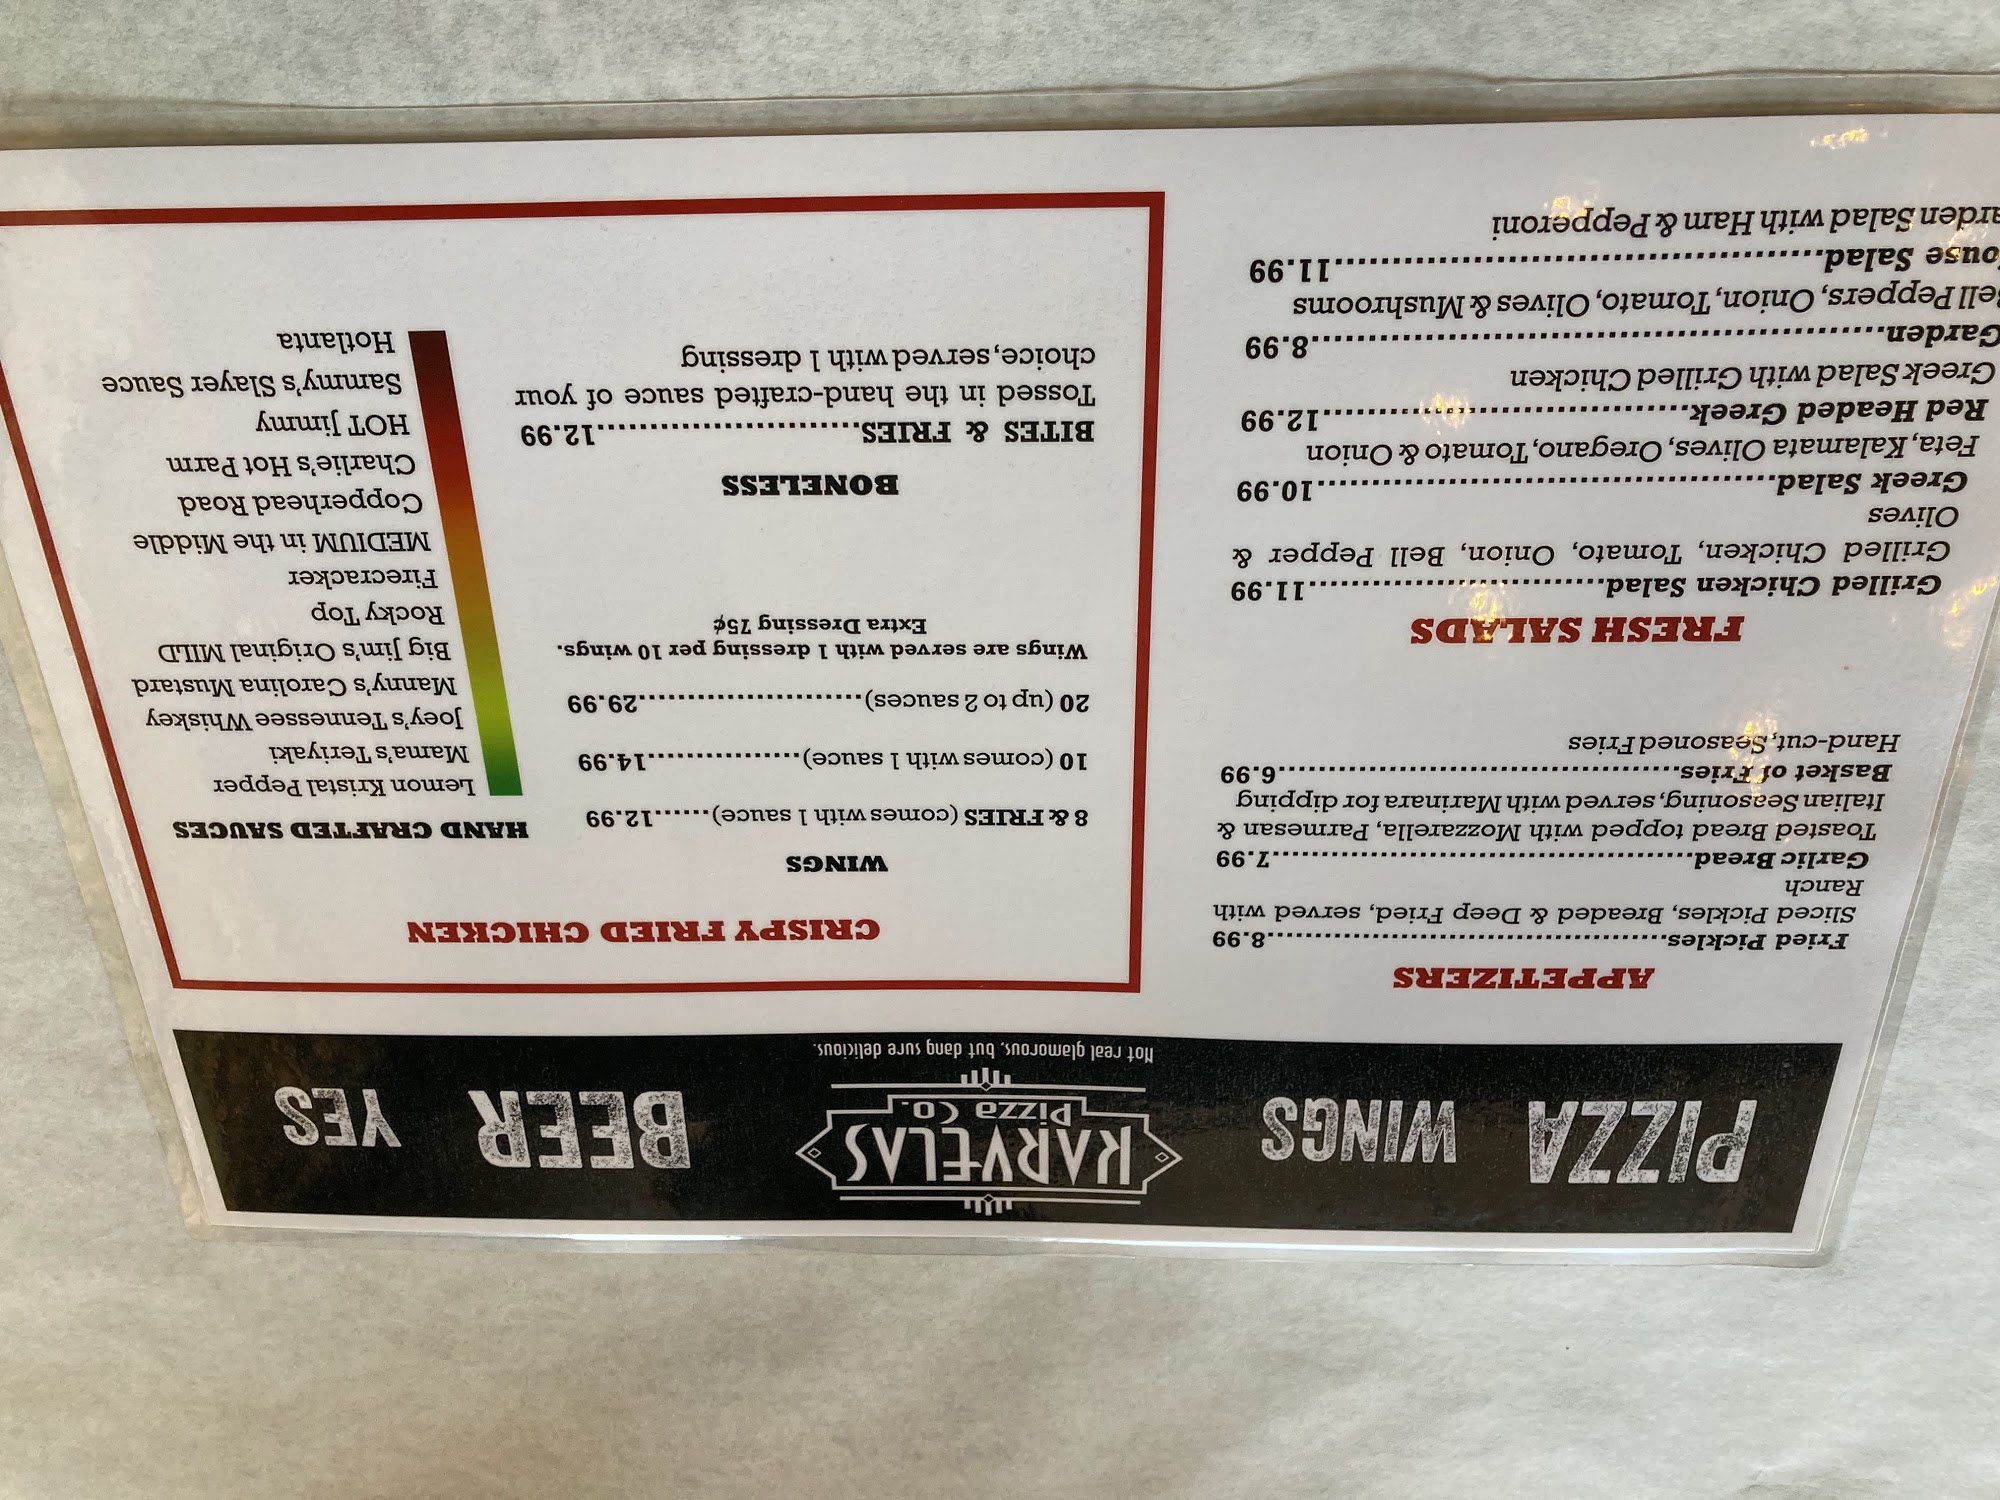 PIZZA WINGS KARVELAS Pizza Co. BEER YES
Not real glamorous, but dang sure delicious.
APPETIZERS
Fried Pickles.......................................8.99
Sliced Pickles, Breaded & Deep Fried, served with
Ranch
Garlic Bread..........................................7.99
Toasted Bread topped with Mozzarella, Parmesan &
Italian Seasoning, served with Marinara for dipping
Basket of Fries.......................................6.99
Hand-cut, Seasoned Fries
FRESH SALADS
Grilled Chicken Salad.........................11.99
Grilled Chicken, Tomato, Onion, Bell Pepper &
Olives
Greek Salad.........................................10.99
Feta, Kalamata Olives, Oregano, Tomato & Onion
Red Headed Greek................................12.99
Greek Salad with Grilled Chicken
Garden..................................................8.99
Bell Peppers, Onion, Tomato, Olives & Mushrooms
House Salad..........................................11.99
Garden Salad with Ham & Pepperoni
CRISPY FRIED CHICKEN
WINGS
8 & FRIES (comes with 1 sauce).......12.99
10 (comes with 1 sauce)................14.99
20 (up to 2 sauces).......................29.99
Wings are served with 1 dressing per 10 wings.
Extra Dressing 75¢
BONELESS
BITES & FRIES.........................12.99
Tossed in the hand-crafted sauce of your
choice, served with 1 dressing
HAND CRAFTED SAUCES
Lemon Kristal Pepper
Mama's Teriyaki
Joey's Tennessee Whiskey
Manny's Carolina Mustard
Big Jim's Original MILD
Rocky Top
Firecracker
MEDIUM in the Middle
Copperhead Road
Charlie's Hot Parm
HOT Jimmy
Sammy's Slayer Sauce
Hotlanta